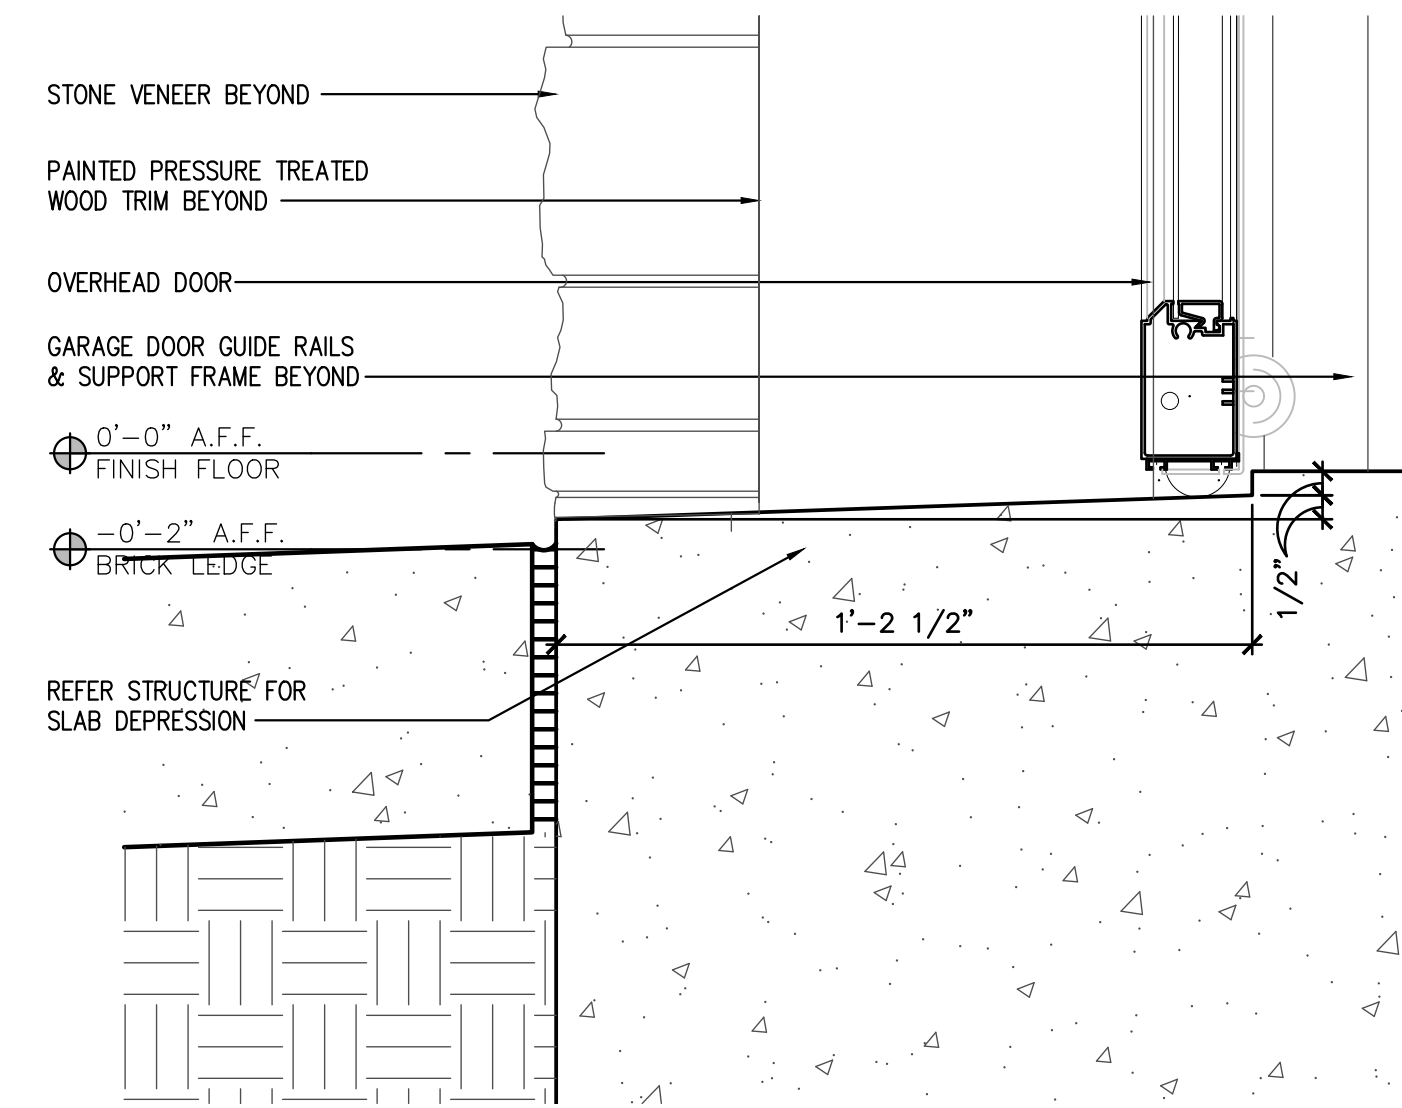 STONE VENEER BEYOND
PAINTED PRESSURE TREATED
WOOD TRIM BEYOND
OVERHEAD DOOR
GARAGE DOOR GUIDE RAILS
& SUPPORT FRAME BEYOND
0'-0" A.F.F.
FINISH FLOOR
-0'-2" A.F.F.
BRICK LEDGE
1/2"
1'-2 1/2"
REFER STRUCTURE FOR
SLAB DEPRESSION